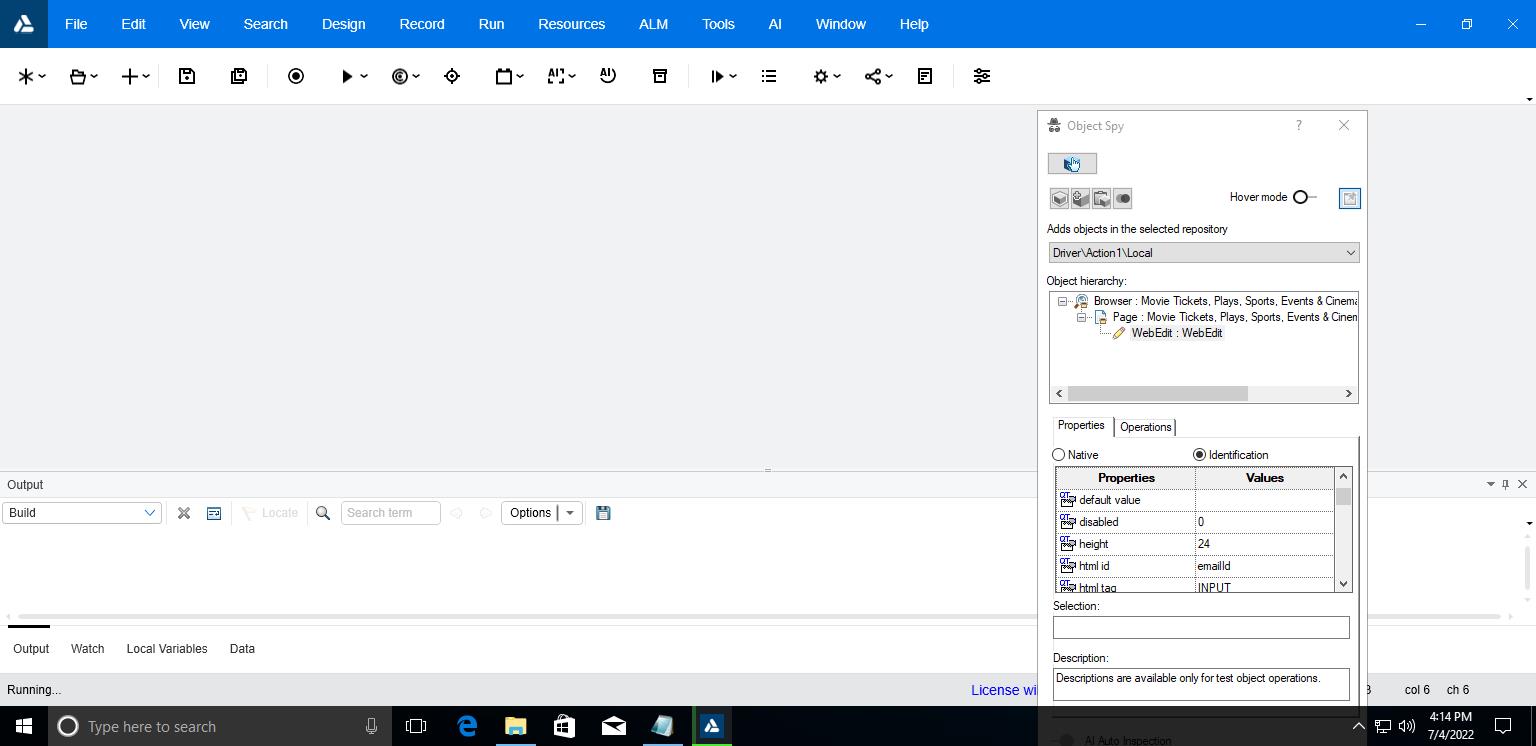 File Edit View Search Design Record Run Resources ALM Tools AI Window Help
Object Spy ?
Hover mode
Adds objects in the selected repository
Driver\Action1\Local
Object hierarchy:
Browser : Movie Tickets, Plays, Sports, Events & Cinema
Page : Movie Tickets, Plays, Sports, Events & Cinem
WebEdit : WebEdit
Properties Operations
Native Identification
Properties Values
default value
disabled 0
height 24
html id emailId
html tag INPUT
Selection:
Description:
Descriptions are available only for test object operations.
AI Auto Inspection
Output
Build Locate Search term Options
Output Watch Local Variables Data
Running... License wi col 6 ch 6
Type here to search
4:14 PM
7/4/2022